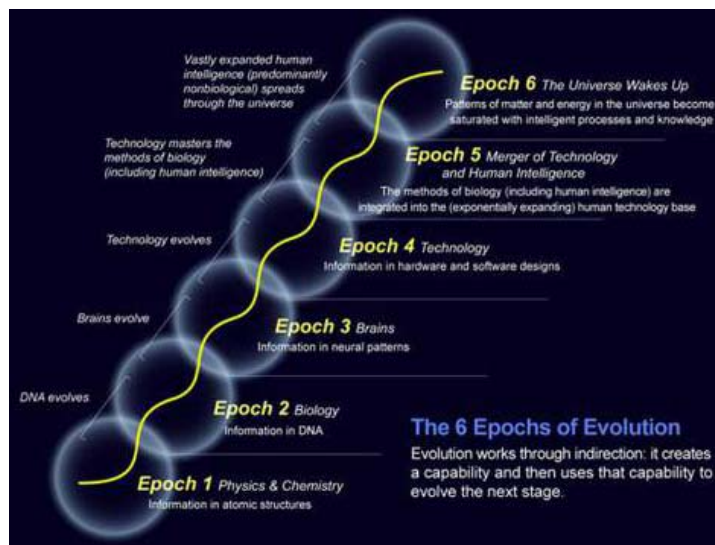 Vastly expanded human
intelligence (predominantly
nonbiological) spreads
through the universe
Epoch 6 The Universe Wakes Up
Patterns of matter and energy in the universe become
saturated with intelligent processes and knowledge
Technology masters the
methods of biology
(including human intelligence)
Epoch 5 Merger of Technology
and Human Intelligence
The methods of biology (including human intelligence) are
integrated into the (exponentially expanding) human technology base
Technology evolves
Epoch 4 Technology
Information in hardware and software designs
Brains evolve
Epoch 3 Brains
Information in neural patterns
DNA evolves
Epoch 2 Biology
Information in DNA
Epoch 1 Physics & Chemistry
Information in atomic structures
The 6 Epochs of Evolution
Evolution works through indirection: it creates
a capability and then uses that capability to
evolve the next stage.